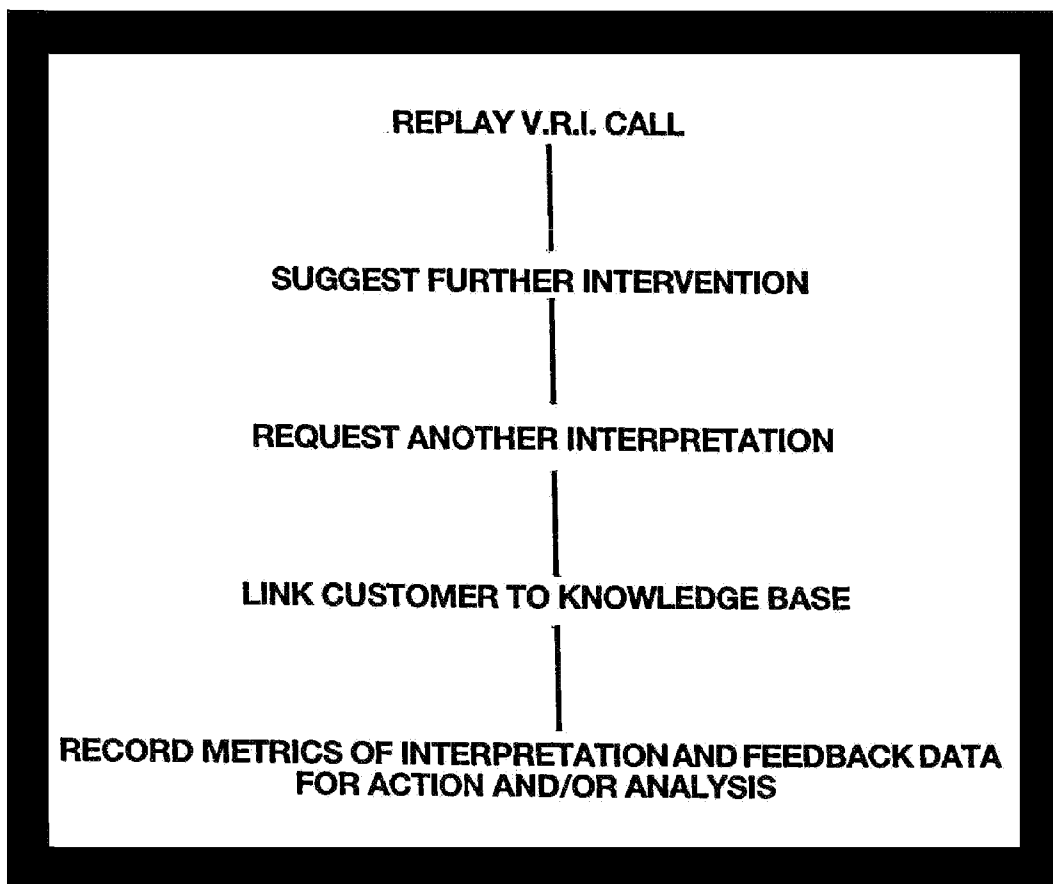 REPLAY V.R.I. CALL
SUGGEST FURTHER INTERVENTION
REQUEST ANOTHER INTERPRETATION
LINK CUSTOMER TO KNOWLEDGE BASE
RECORD METRICS OF INTERPRETATION AND FEEDBACK DATA
FOR ACTION AND/OR ANALYSIS